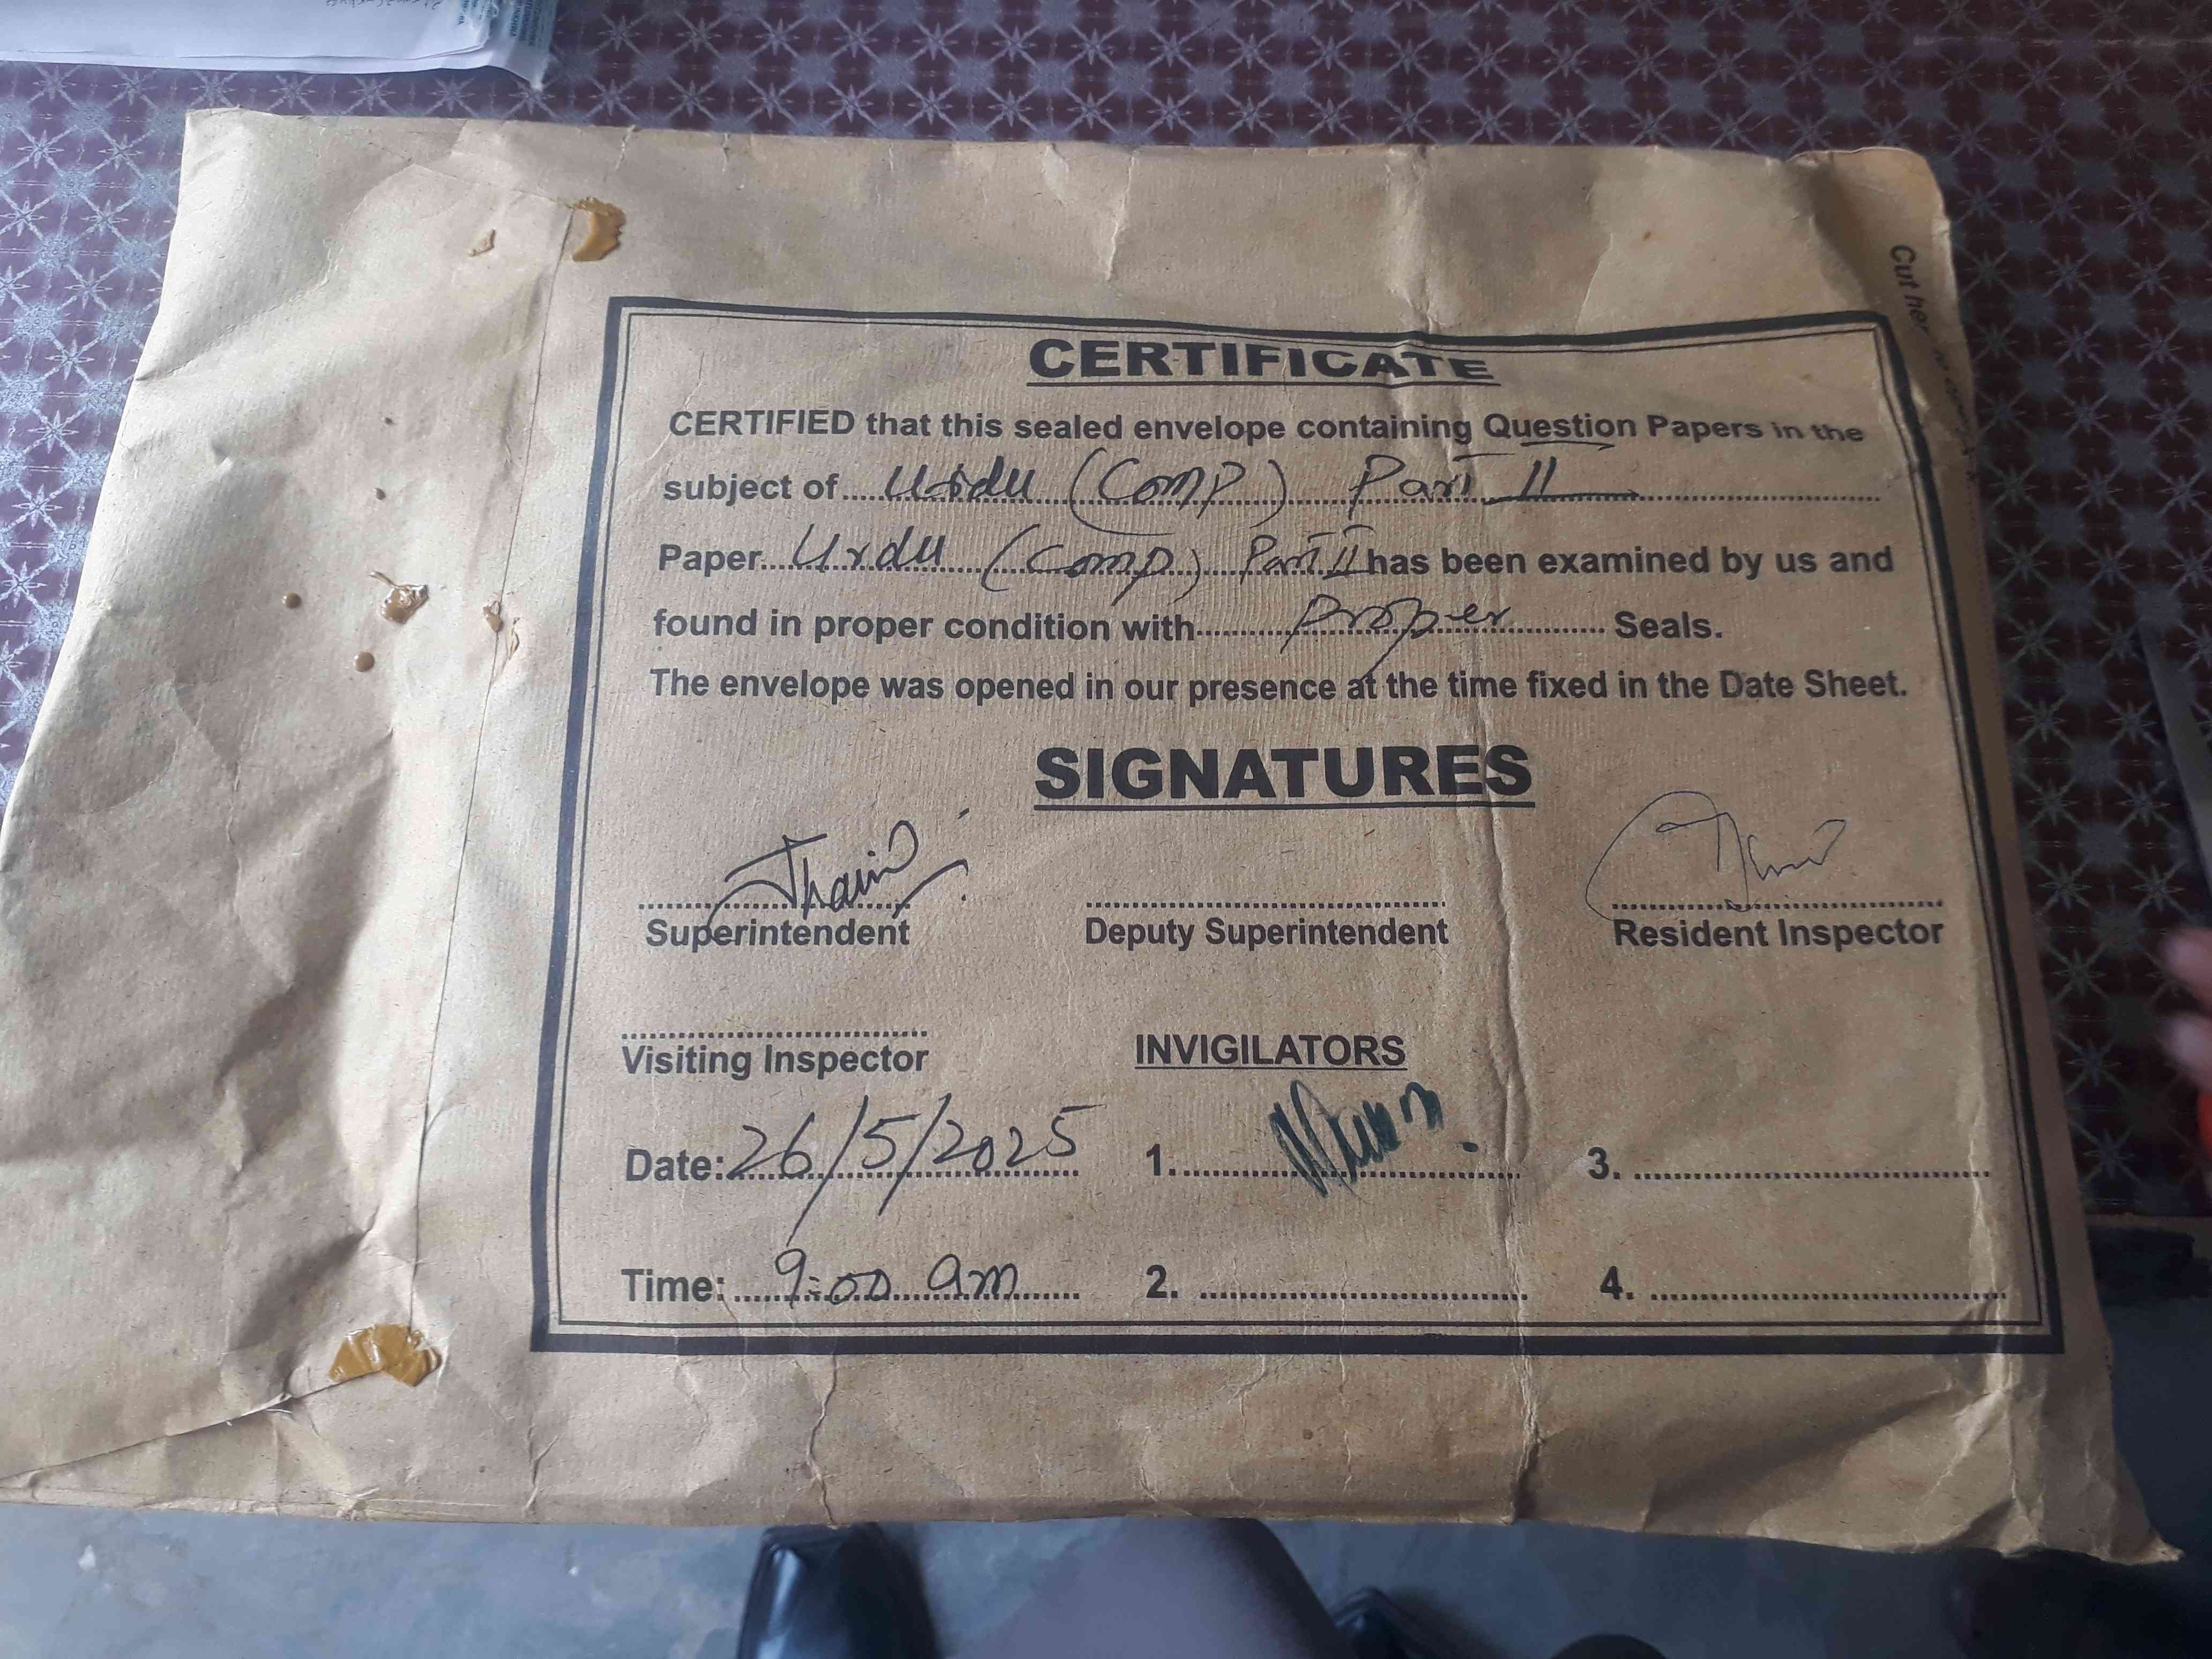 Cut her
CERTIFICATE
CERTIFIED that this sealed envelope containing Question Papers in the
subject of Urdu (Comp) Part II
Paper Urdu (Comp) Part II has been examined by us and
found in proper condition with Proper Seals.
The envelope was opened in our presence at the time fixed in the Date Sheet.
SIGNATURES
Superintendent Deputy Superintendent Resident Inspector
Visiting Inspector INVIGILATORS
Date: 26/5/2025 1. 3.
Time: 9:00 am 2. 4.